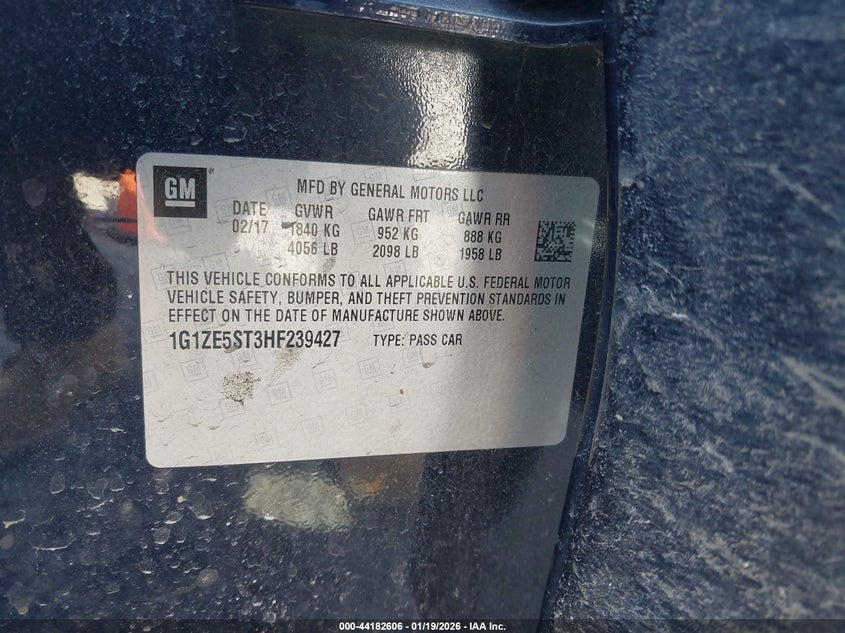 GM
MFD BY GENERAL MOTORS LLC
DATE GVWR GAWR FRT GAWR RR
02/17 1840 KG 952 KG 888 KG
4056 LB 2098 LB 1958 LB
THIS VEHICLE CONFORMS TO ALL APPLICABLE U.S. FEDERAL MOTOR
VEHICLE SAFETY, BUMPER, AND THEFT PREVENTION STANDARDS IN
EFFECT ON THE DATE OF MANUFACTURE SHOWN ABOVE.
1G1ZE5ST3HF239427 TYPE: PASS CAR
000-44182606 - 01/19/2026 - IAA Inc.